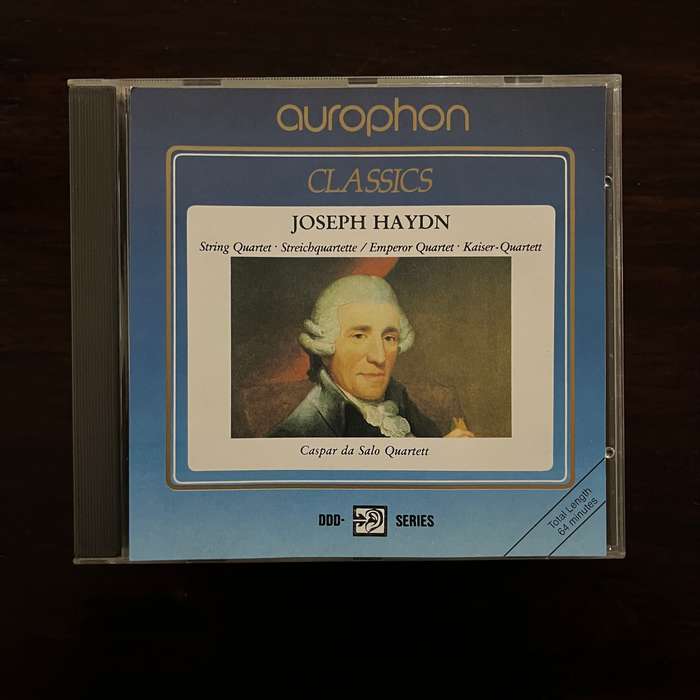 aurophon
CLASSICS
JOSEPH HAYDN
String Quartet · Streichquartette / Emperor Quartet · Kaiser-Quartett
Caspar da Salo Quartett
DDD- SERIES
Total Length
64 minutes